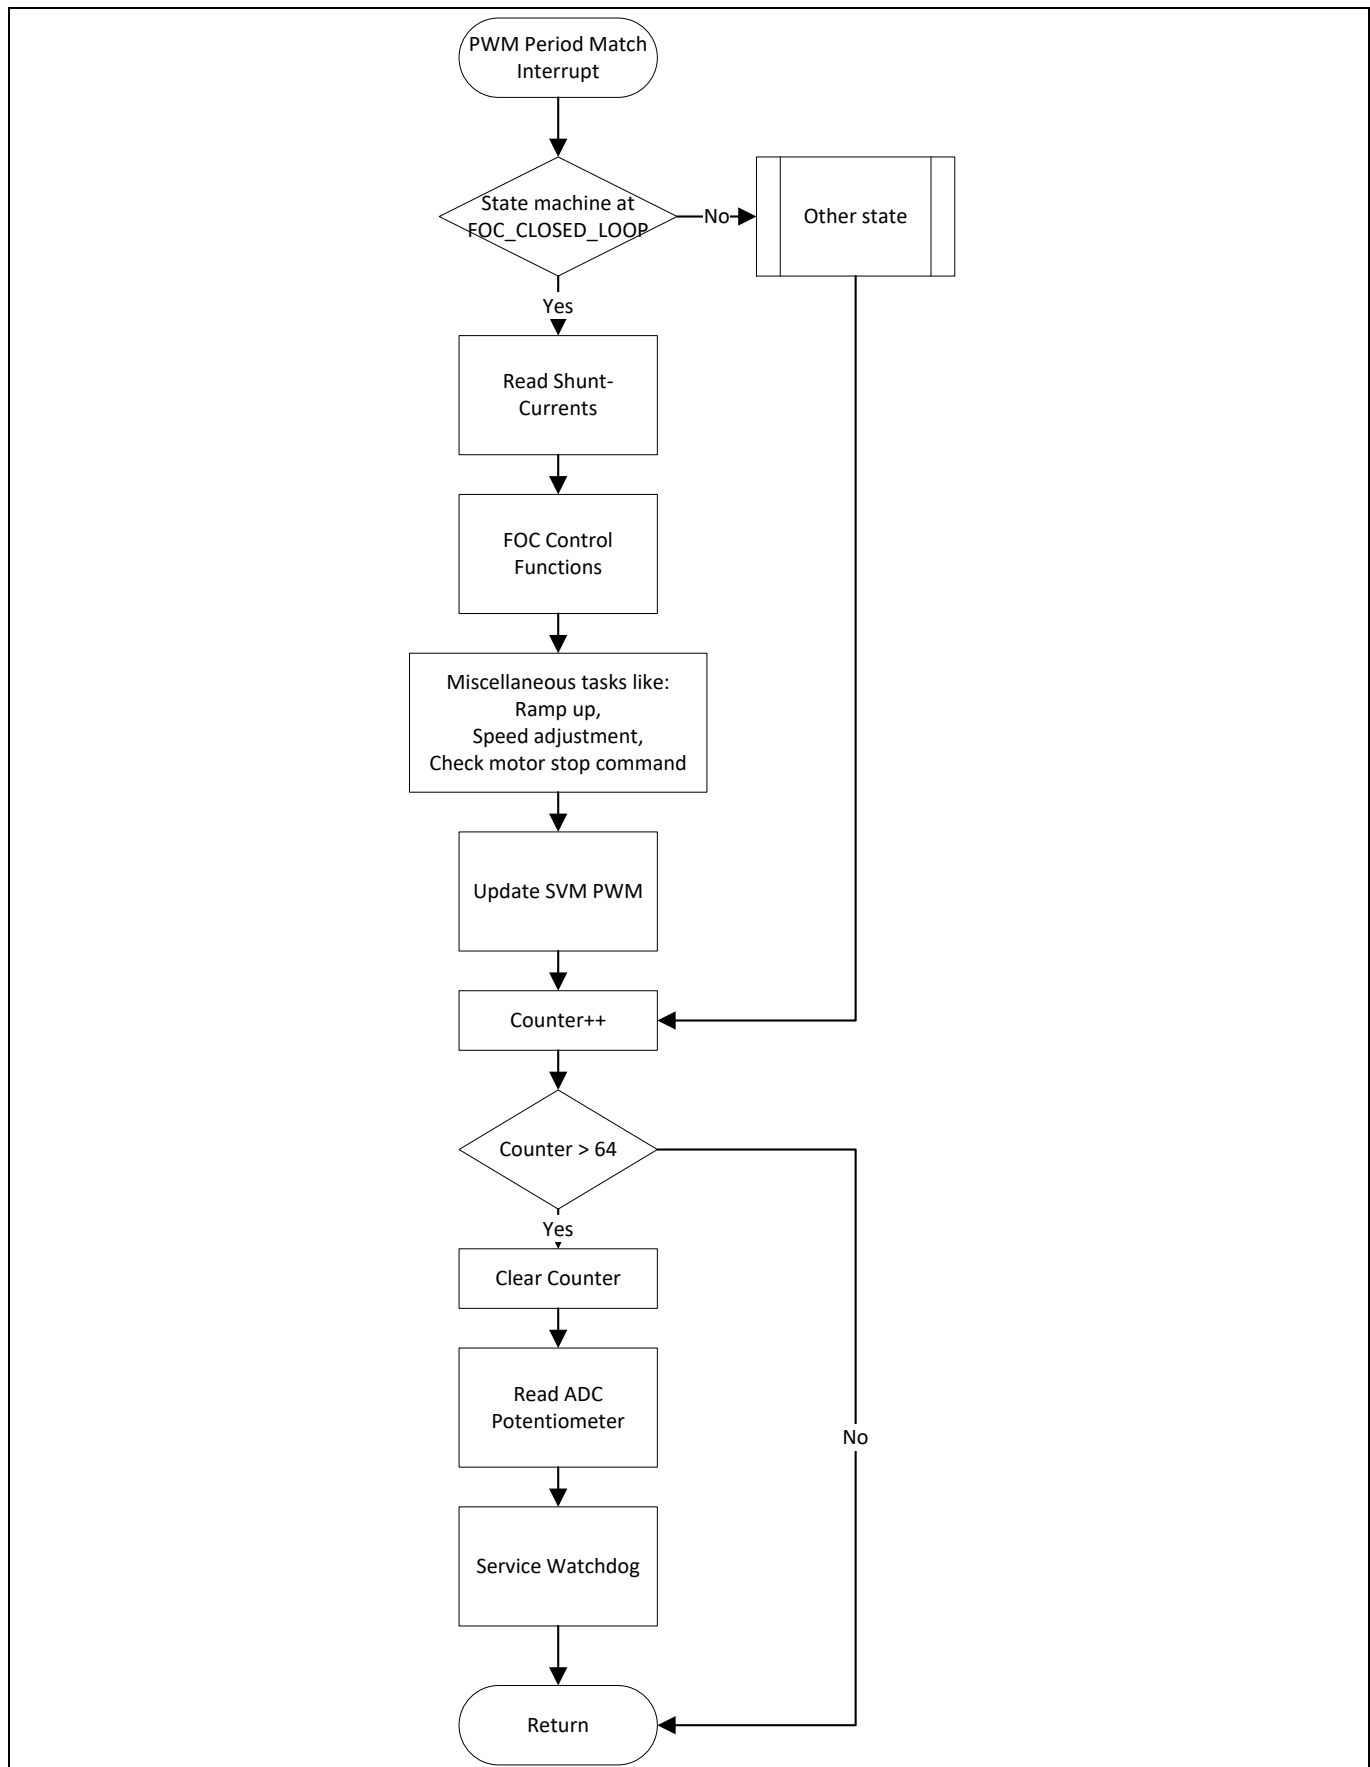 PWM Period Match
Interrupt
State machine at
FOC_CLOSED_LOOP
No
Other state
Yes
Read Shunt-
Currents
FOC Control
Functions
Miscellaneous tasks like:
Ramp up,
Speed adjustment,
Check motor stop command
Update SVM PWM
Counter++
Counter > 64
Yes
Clear Counter
Read ADC
Potentiometer
No
Service Watchdog
Return